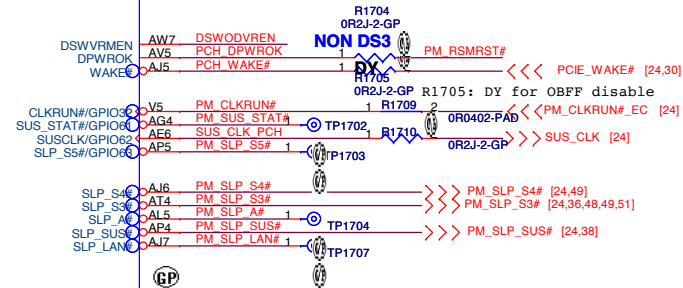 R1704
0R2J-2-GP
DSWVRMEN AW7 DSWODVREN NON DS3
DPWROK AV5 PCH_DPWROK 1 PM_RSMRST#
WAKE# AJ5 PCH_WAKE# 1 DY PCIE_WAKE# [24,30]
R1705
0R2J-2-GP R1705: DY for OBFF disable
CLKRUN#/GPIO32 V5 PM_CLKRUN# 1 R1709 2 PM_CLKRUN#_EC [24]
SUS_STAT#/GPIO61 AG4 PM_SUS_STAT# 1 TP1702 0R0402-PAD
SUSCLK/GPIO62 AE6 SUS_CLK_PCH 1 R1710 SUS_CLK [24]
SLP_S5#/GPIO63 AP5 PM_SLP_S5# 1 TP1703 0R2J-2-GP
SLP_S4# AJ6 PM_SLP_S4# PM_SLP_S4# [24,49]
SLP_S3# AT4 PM_SLP_S3# PM_SLP_S3# [24,36,48,49,51]
SLP_A# AL5 PM_SLP_A# 1 TP1704
SLP_SUS# AP4 PM_SLP_SUS# PM_SLP_SUS# [24,38]
SLP_LAN# AJ7 PM_SLP_LAN# 1 TP1707
GP